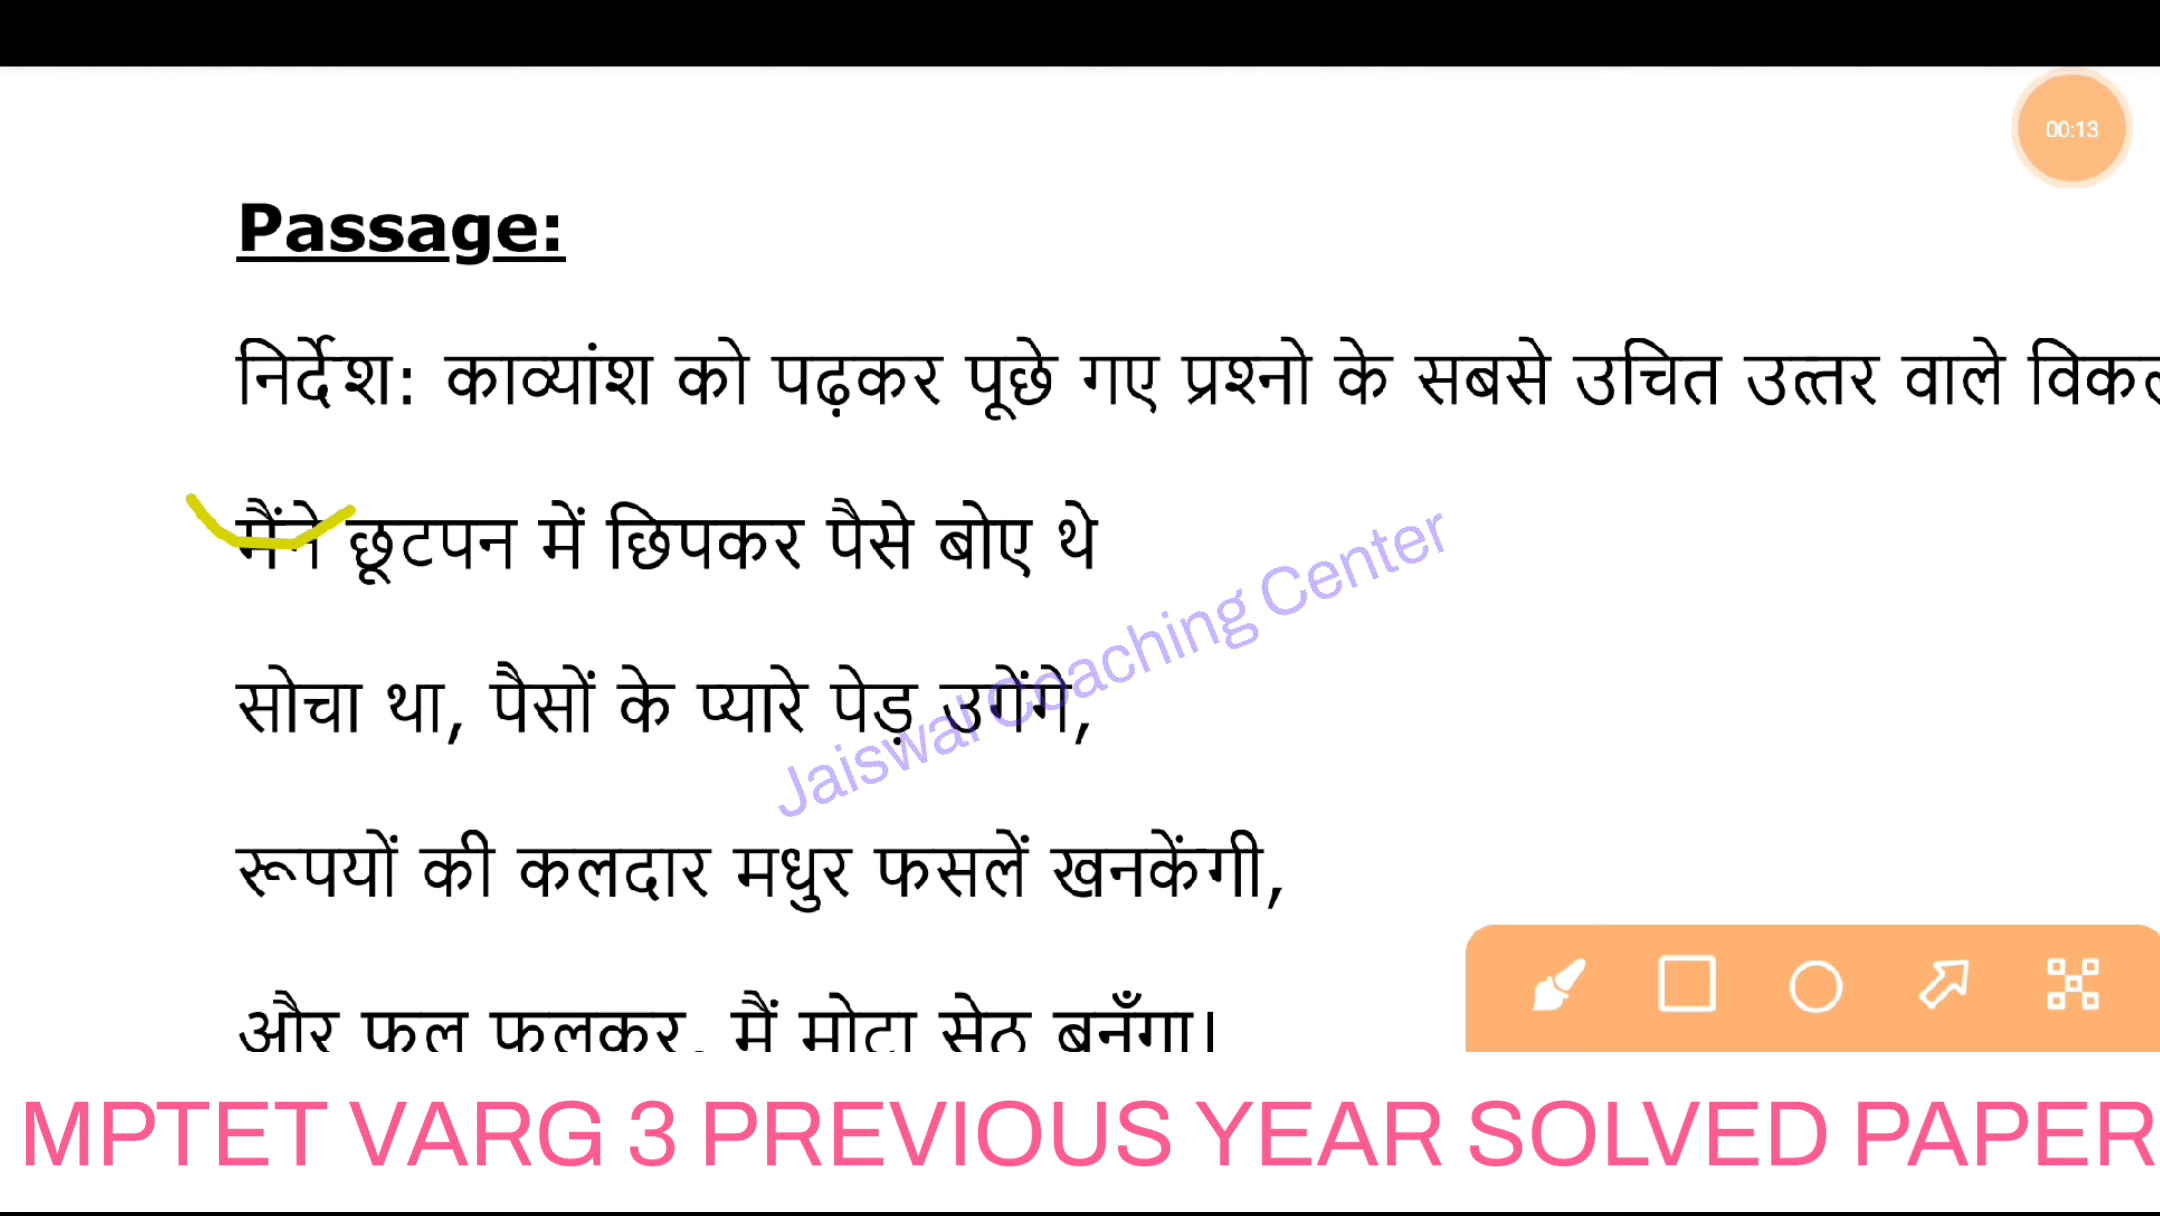 00:13
Passage:
निर्देश: काव्यांश को पढ़कर पूछे गए प्रश्नो के सबसे उचित उत्तर वाले
मैंने छूटपन में छिपकर पैसे बोए थे
सोचा था, पैसों के प्यारे पेड़ उगेंगे,
रूपयों की कलदार मधुर फसलें खनकेंगी,
और फल फलकर, मैं मोटा सेठ बनूँगा।
Jaiswal Coaching Center
MPTET VARG 3 PREVIOUS YEAR SOLVED PAPER